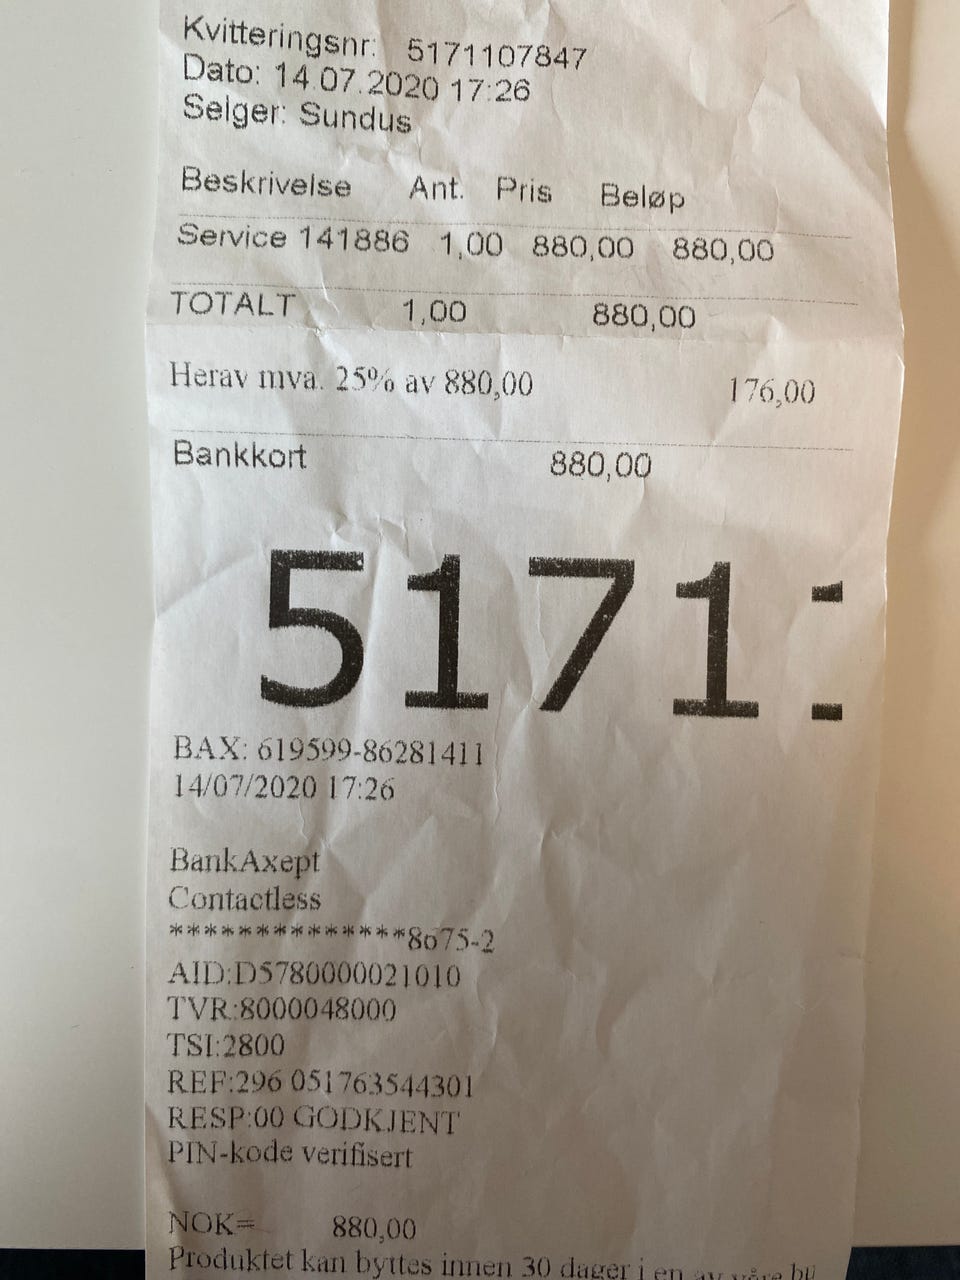 Kvitteringsnr: 5171107847
Dato: 14.07.2020 17:26
Selger: Sundus
Beskrivelse Ant. Pris Beløp
Service 141886 1,00 880,00 880,00
TOTALT 1,00 880,00
Herav mva. 25% av 880,00 176,00
Bankkort 880,00
5171
BAX: 619599-86281411
14/07/2020 17:26
BankAxept
Contactless
**************8675-2
AID:D5780000021010
TVR:8000048000
TSI:2800
REF:296 051763544301
RESP:00 GODKJENT
PIN-kode verifisert
NOK= 880,00
Produktet kan byttes innen 30 dager i en av våre